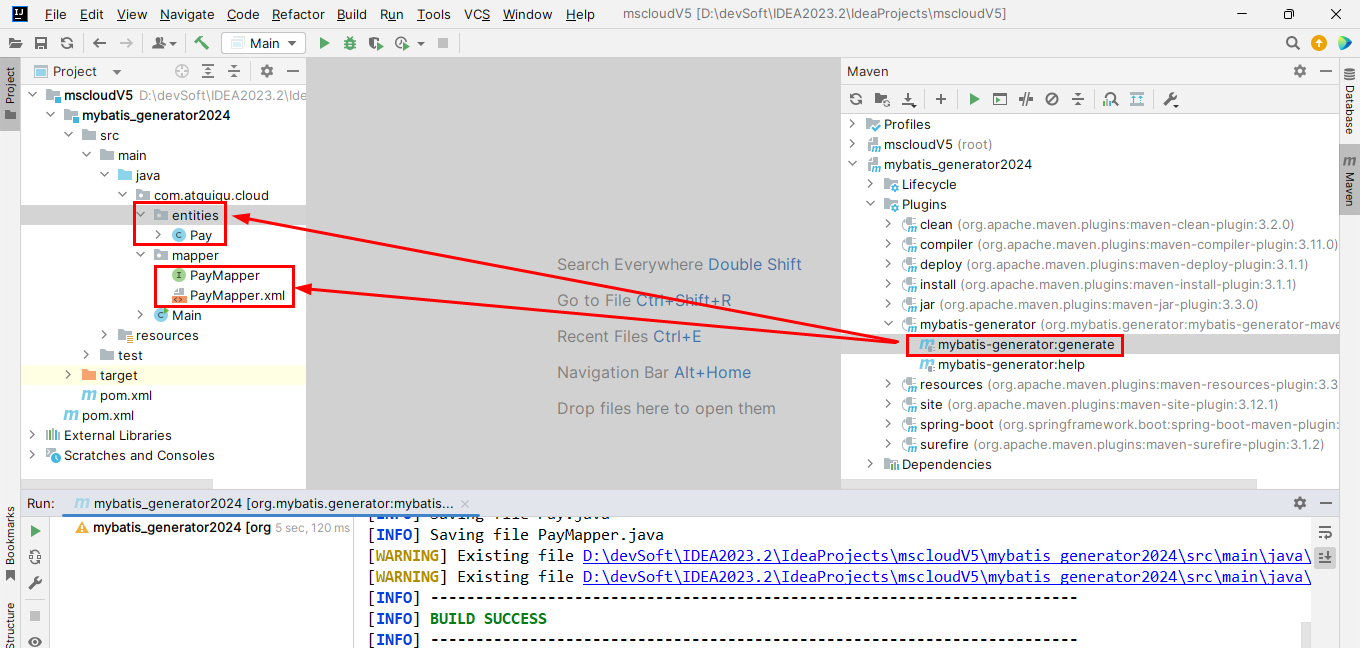 File Edit View Navigate Code Refactor Build Run Tools VCS Window Help mscloudV5 [D:\devSoft\IDEA2023.2\IdeaProjects\mscloudV5]
Main
Project
Project
mscloudV5 D:\devSoft\IDEA2023.2\Ide
mybatis_generator2024
src
main
java
com.atguigu.cloud
entities
Pay
mapper
PayMapper
PayMapper.xml
Main
resources
test
target
pom.xml
pom.xml
External Libraries
Scratches and Consoles
Search Everywhere Double Shift
Go to File Ctrl+Shift+R
Recent Files Ctrl+E
Navigation Bar Alt+Home
Drop files here to open them
Maven
Profiles
mscloudV5 (root)
mybatis_generator2024
Lifecycle
Plugins
clean (org.apache.maven.plugins:maven-clean-plugin:3.2.0)
compiler (org.apache.maven.plugins:maven-compiler-plugin:3.11.0)
deploy (org.apache.maven.plugins:maven-deploy-plugin:3.1.1)
install (org.apache.maven.plugins:maven-install-plugin:3.1.1)
jar (org.apache.maven.plugins:maven-jar-plugin:3.3.0)
mybatis-generator (org.mybatis.generator:mybatis-generator-mave
mybatis-generator:generate
mybatis-generator:help
resources (org.apache.maven.plugins:maven-resources-plugin:3.3
site (org.apache.maven.plugins:maven-site-plugin:3.12.1)
spring-boot (org.springframework.boot:spring-boot-maven-plugin:
surefire (org.apache.maven.plugins:maven-surefire-plugin:3.1.2)
Dependencies
Database
Maven
Run: mybatis_generator2024 [org.mybatis.generator:mybatis...
mybatis_generator2024 [org 5 sec, 120 ms
[INFO] Saving file Pay.java
[INFO] Saving file PayMapper.java
[WARNING] Existing file D:\devSoft\IDEA2023.2\IdeaProjects\mscloudV5\mybatis_generator2024\src\main\java\
[WARNING] Existing file D:\devSoft\IDEA2023.2\IdeaProjects\mscloudV5\mybatis_generator2024\src\main\java\
[INFO] ------------------------------------------------------------------------
[INFO] BUILD SUCCESS
[INFO] ------------------------------------------------------------------------
Bookmarks
Structure